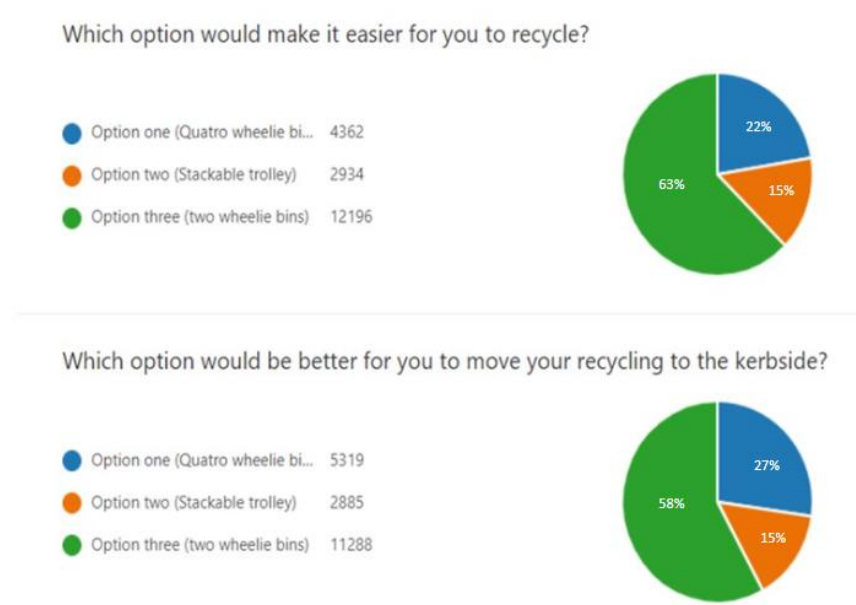 Which option would make it easier for you to recycle?
Option one (Quatro wheelie bi... 4362
Option two (Stackable trolley) 2934
Option three (two wheelie bins) 12196
22%
63%
15%
Which option would be better for you to move your recycling to the kerbside?
Option one (Quatro wheelie bi... 5319
Option two (Stackable trolley) 2885
Option three (two wheelie bins) 11288
27%
58%
15%